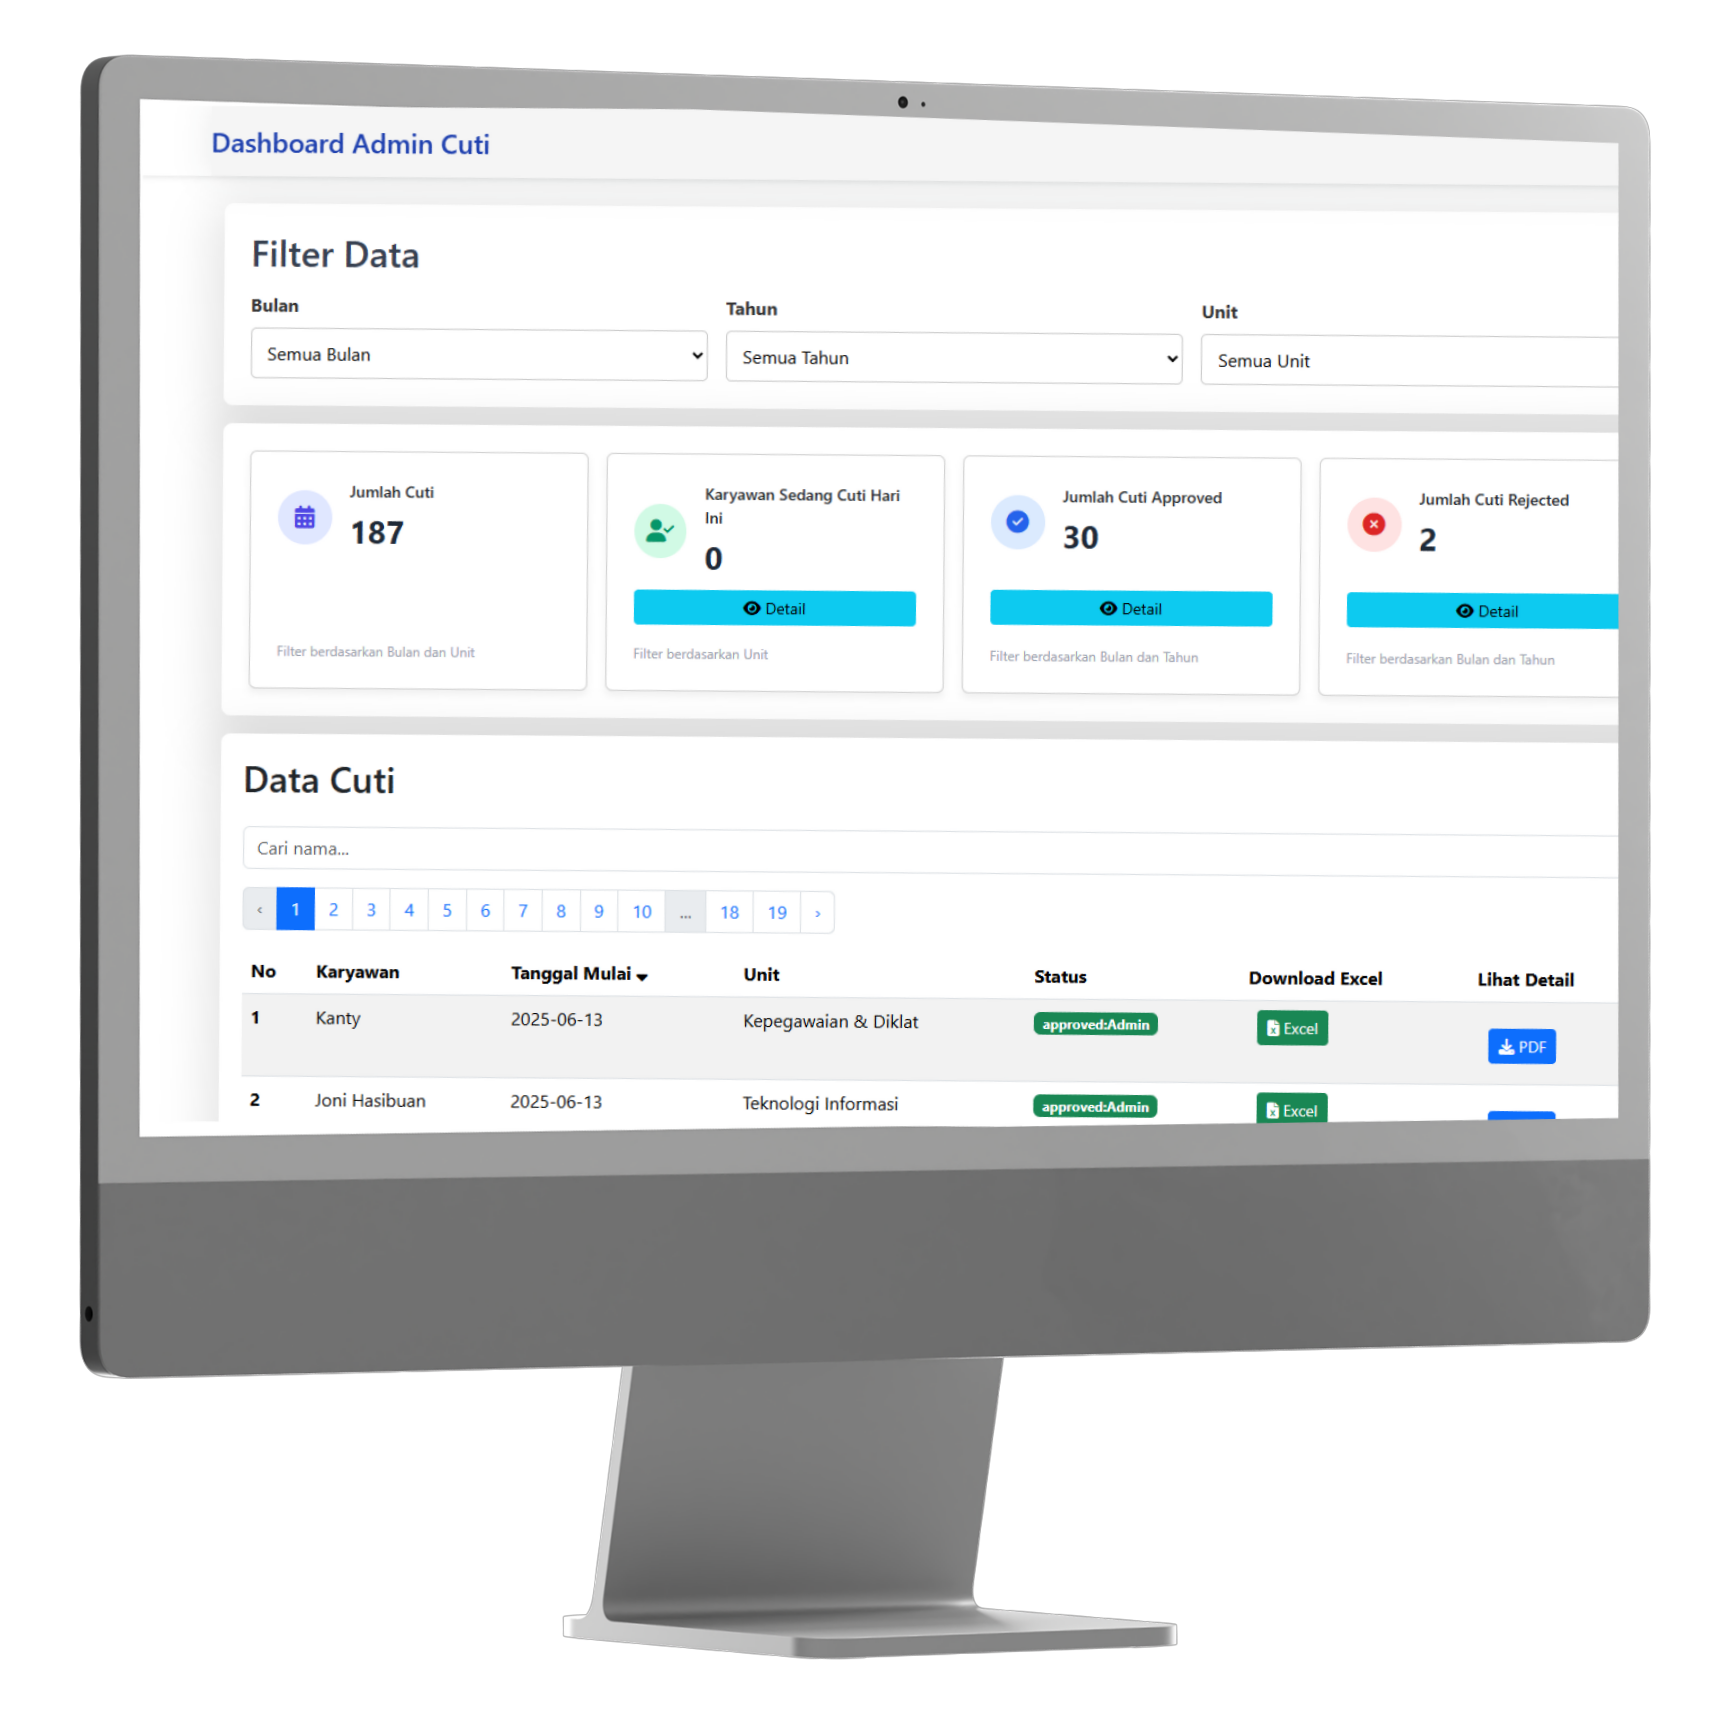 Dashboard Admin Cuti
Filter Data
Bulan Tahun Unit
Semua Bulan Semua Tahun Semua Unit
Jumlah Cuti
187
Filter berdasarkan Bulan dan Unit
Karyawan Sedang Cuti Hari
Ini
0
Detail
Filter berdasarkan Unit
Jumlah Cuti Approved
30
Detail
Filter berdasarkan Bulan dan Tahun
Jumlah Cuti Rejected
2
Detail
Filter berdasarkan Bulan dan Tahun
Data Cuti
Cari nama...
‹ 1 2 3 4 5 6 7 8 9 10 ... 18 19 ›
No Karyawan Tanggal Mulai Unit Status Download Excel Lihat Detail
1 Kanty 2025-06-13 Kepegawaian & Diklat approved:Admin Excel PDF
2 Joni Hasibuan 2025-06-13 Teknologi Informasi approved:Admin Excel